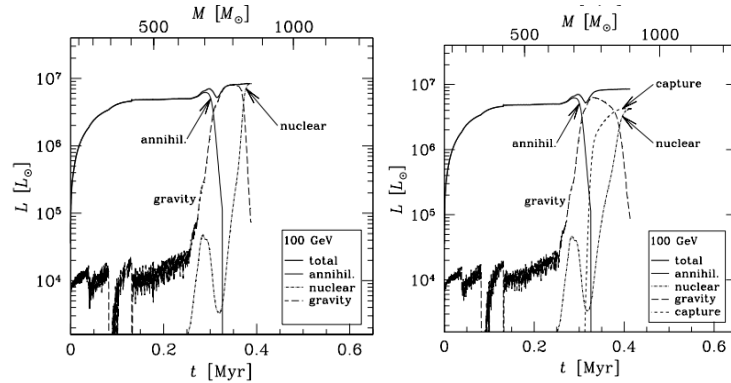 M [M⊙]
500 1000
10⁷
10⁶
10⁵
10⁴
L [L⊙]
annihil.
nuclear
gravity
100 GeV
total
annihil.
nuclear
gravity
0 0.2 0.4 0.6
t [Myr]
M [M⊙]
500 1000
10⁷
10⁶
10⁵
10⁴
L [L⊙]
capture
annihil.
nuclear
gravity
100 GeV
total
annihil.
nuclear
gravity
capture
0 0.2 0.4 0.6
t [Myr]